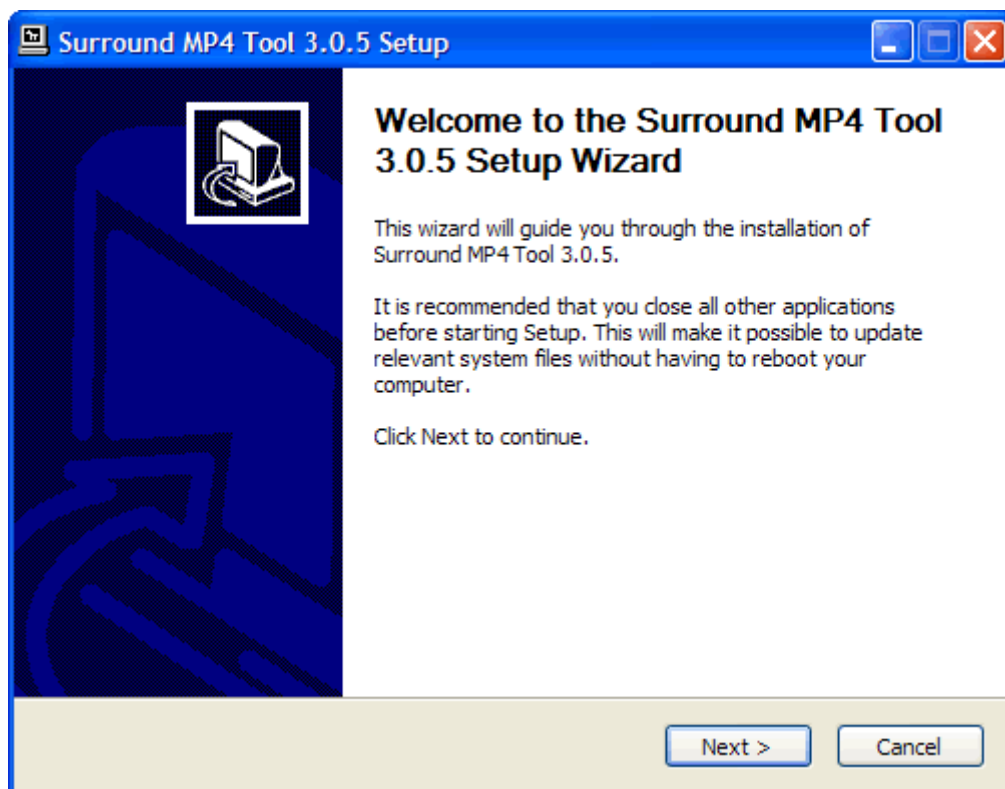 Surround MP4 Tool 3.0.5 Setup
Welcome to the Surround MP4 Tool
3.0.5 Setup Wizard
This wizard will guide you through the installation of
Surround MP4 Tool 3.0.5.
It is recommended that you close all other applications
before starting Setup. This will make it possible to update
relevant system files without having to reboot your
computer.
Click Next to continue.
Next >
Cancel